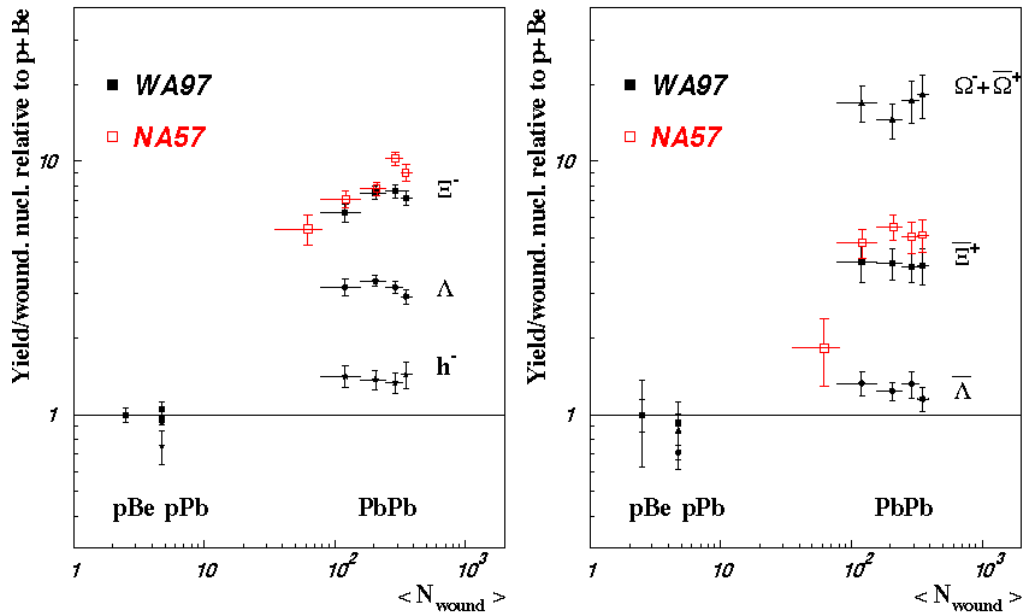 Yield/wound. nucl. relative to p+Be
WA97
NA57
10
1
Ξ⁻
Λ
h⁻
pBe pPb
PbPb
1
10
10²
10³
< N_wound >
Yield/wound. nucl. relative to p+Be
WA97
NA57
10
1
Ω⁻+Ω̅⁺
Ξ̅⁺
Λ̅
pBe pPb
PbPb
1
10
10²
10³
< N_wound >